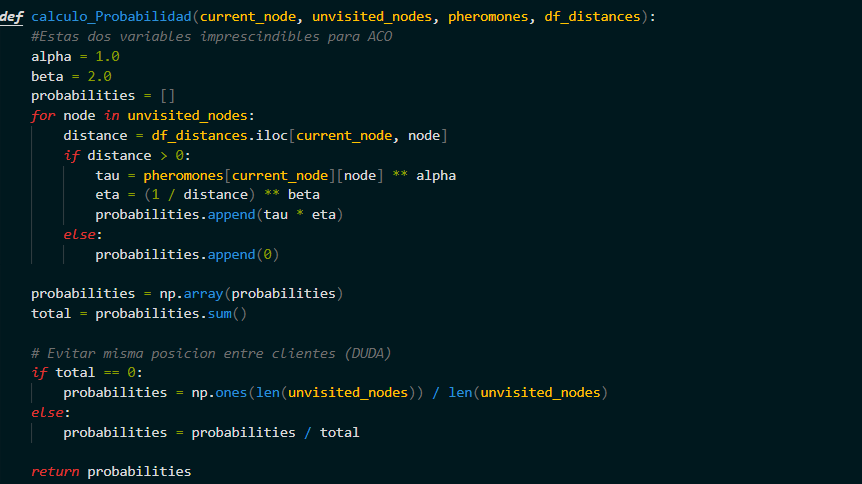 def calculo_Probabilidad(current_node, unvisited_nodes, pheromones, df_distances):
    #Estas dos variables imprescindibles para ACO
    alpha = 1.0
    beta = 2.0
    probabilities = []
    for node in unvisited_nodes:
        distance = df_distances.iloc[current_node, node]
        if distance > 0:
            tau = pheromones[current_node][node] ** alpha
            eta = (1 / distance) ** beta
            probabilities.append(tau * eta)
        else:
            probabilities.append(0)
    probabilities = np.array(probabilities)
    total = probabilities.sum()
    # Evitar misma posicion entre clientes (DUDA)
    if total == 0:
        probabilities = np.ones(len(unvisited_nodes)) / len(unvisited_nodes)
    else:
        probabilities = probabilities / total
    return probabilities